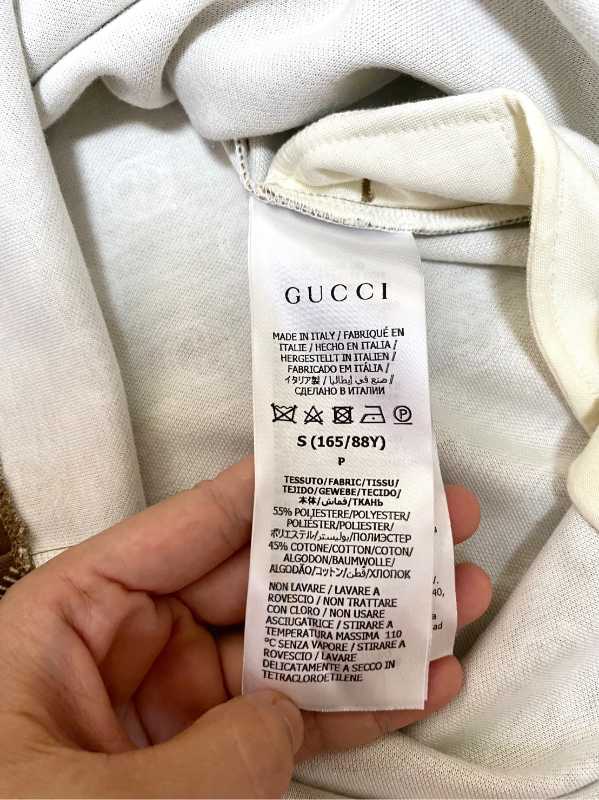 GUCCI
MADE IN ITALY / FABRIQUÉ EN
ITALIE / HECHO EN ITALIA /
HERGESTELLT IN ITALIEN /
FABRICADO EM ITÁLIA /
イタリア製 / صنع في إيطاليا /
СДЕЛАНО В ИТАЛИИ
P
S (165/88Y)
P
TESSUTO/FABRIC/TISSU/
TEJIDO/GEWEBE/TECIDO/
本体/قماش/ТКАНЬ
55% POLIESTERE/POLYESTER/
POLIÉSTER/POLIESTER/
ポリエステル/بوليستر/ПОЛИЭСТЕР
45% COTONE/COTTON/COTON/
ALGODON/BAUMWOLLE/
ALGODÃO/コットン/قطن/ХЛОПОК
NON LAVARE / LAVARE A
ROVESCIO / NON TRATTARE
CON CLORO / NON USARE
ASCIUGATRICE / STIRARE A
TEMPERATURA MASSIMA 110
°C SENZA VAPORE / STIRARE A
ROVESCIO / LAVARE
DELICATAMENTE A SECCO IN
TETRACLOROETILENE
40,
ad